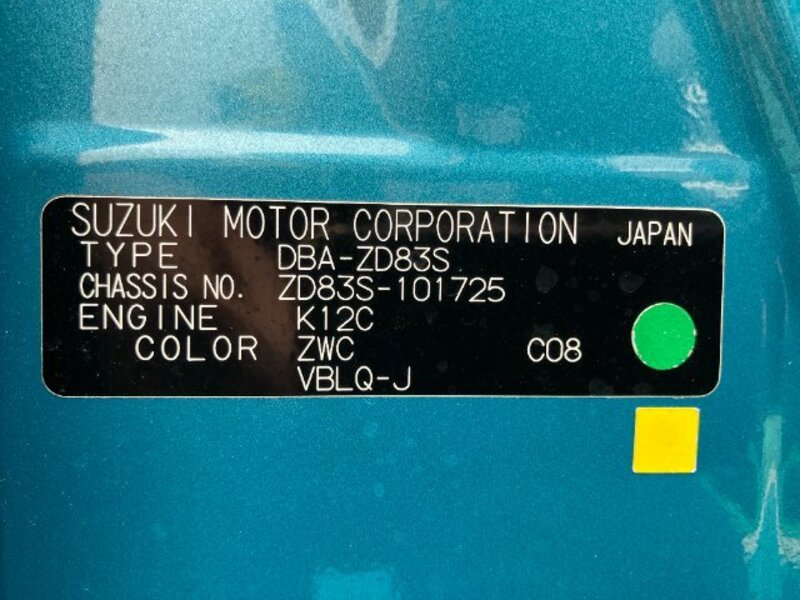 SUZUKI MOTOR CORPORATION JAPAN
TYPE DBA-ZD83S
CHASSIS NO. ZD83S-101725
ENGINE K12C
COLOR ZWC C08
VBLQ-J